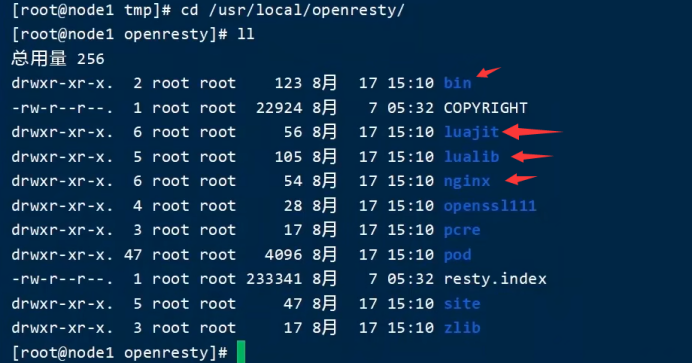 [root@node1 tmp]# cd /usr/local/openresty/
[root@node1 openresty]# ll
总用量 256
drwxr-xr-x.  2 root root    123 8月  17 15:10 bin
-rw-r--r--.  1 root root  22924 8月   7 05:32 COPYRIGHT
drwxr-xr-x.  6 root root     56 8月  17 15:10 luajit
drwxr-xr-x.  5 root root    105 8月  17 15:10 lualib
drwxr-xr-x.  6 root root     54 8月  17 15:10 nginx
drwxr-xr-x.  4 root root     28 8月  17 15:10 openssl111
drwxr-xr-x.  3 root root     17 8月  17 15:10 pcre
drwxr-xr-x. 47 root root   4096 8月  17 15:10 pod
-rw-r--r--.  1 root root 233341 8月   7 05:32 resty.index
drwxr-xr-x.  5 root root     47 8月  17 15:10 site
drwxr-xr-x.  3 root root     17 8月  17 15:10 zlib
[root@node1 openresty]#